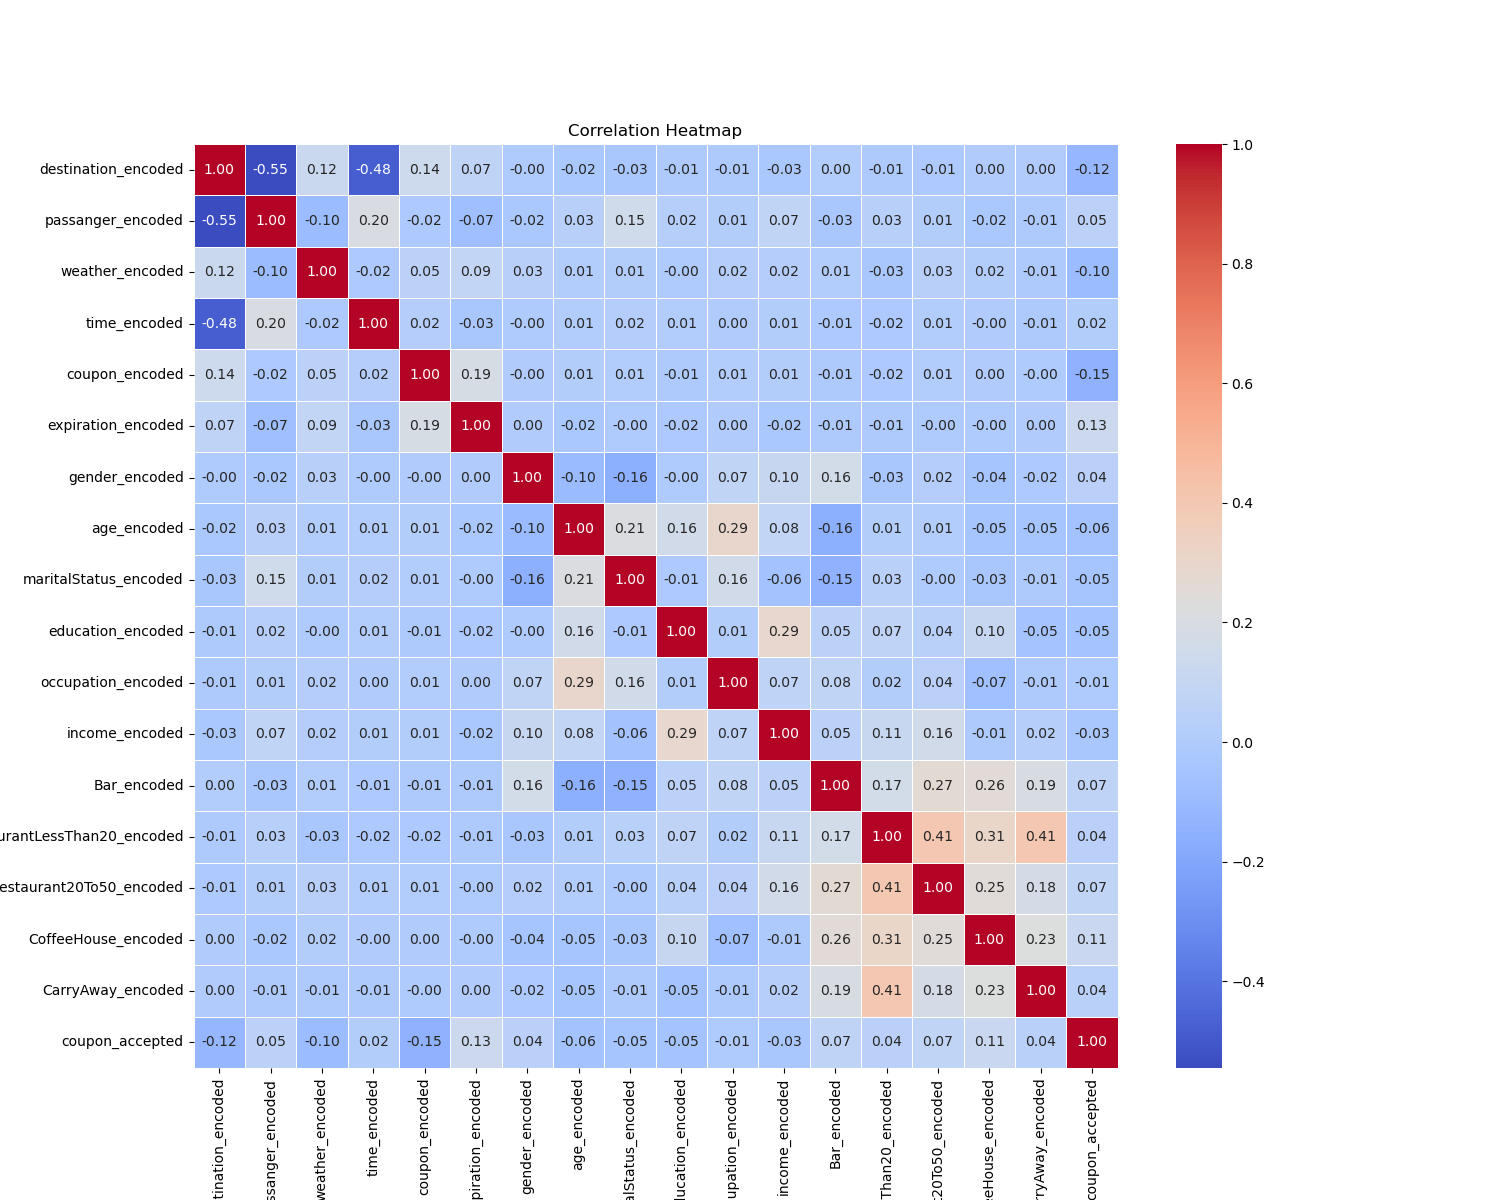 Correlation Heatmap
destination_encoded 1.00 -0.55 0.12 -0.48 0.14 0.07 -0.00 -0.02 -0.03 -0.01 -0.01 -0.03 0.00 -0.01 -0.01 0.00 0.00 -0.12
passanger_encoded -0.55 1.00 -0.10 0.20 -0.02 -0.07 -0.02 0.03 0.15 0.02 0.01 0.07 -0.03 0.03 0.01 -0.02 -0.01 0.05
weather_encoded 0.12 -0.10 1.00 -0.02 0.05 0.09 0.03 0.01 0.01 -0.00 0.02 0.02 0.01 -0.03 0.03 0.02 -0.01 -0.10
time_encoded -0.48 0.20 -0.02 1.00 0.02 -0.03 -0.00 0.01 0.02 0.01 0.00 0.01 -0.01 -0.02 0.01 -0.00 -0.01 0.02
coupon_encoded 0.14 -0.02 0.05 0.02 1.00 0.19 -0.00 0.01 0.01 -0.01 0.01 0.01 -0.01 -0.02 0.01 0.00 -0.00 -0.15
expiration_encoded 0.07 -0.07 0.09 -0.03 0.19 1.00 0.00 -0.02 -0.00 -0.02 0.00 -0.02 -0.01 -0.01 -0.00 -0.00 0.00 0.13
gender_encoded -0.00 -0.02 0.03 -0.00 -0.00 0.00 1.00 -0.10 -0.16 -0.00 0.07 0.10 0.16 -0.03 0.02 -0.04 -0.02 0.04
age_encoded -0.02 0.03 0.01 0.01 0.01 -0.02 -0.10 1.00 0.21 0.16 0.29 0.08 -0.16 0.01 0.01 -0.05 -0.05 -0.06
maritalStatus_encoded -0.03 0.15 0.01 0.02 0.01 -0.00 -0.16 0.21 1.00 -0.01 0.16 -0.06 -0.15 0.03 -0.00 -0.03 -0.01 -0.05
education_encoded -0.01 0.02 -0.00 0.01 -0.01 -0.02 -0.00 0.16 -0.01 1.00 0.01 0.29 0.05 0.07 0.04 0.10 -0.05 -0.05
occupation_encoded -0.01 0.01 0.02 0.00 0.01 0.00 0.07 0.29 0.16 0.01 1.00 0.07 0.08 0.02 0.04 -0.07 -0.01 -0.01
income_encoded -0.03 0.07 0.02 0.01 0.01 -0.02 0.10 0.08 -0.06 0.29 0.07 1.00 0.05 0.11 0.16 -0.01 0.02 -0.03
Bar_encoded 0.00 -0.03 0.01 -0.01 -0.01 -0.01 0.16 -0.16 -0.15 0.05 0.08 0.05 1.00 0.17 0.27 0.26 0.19 0.07
urantLessThan20_encoded -0.01 0.03 -0.03 -0.02 -0.02 -0.01 -0.03 0.01 0.03 0.07 0.02 0.11 0.17 1.00 0.41 0.31 0.41 0.04
estaurant20To50_encoded -0.01 0.01 0.03 0.01 0.01 -0.00 0.02 0.01 -0.00 0.04 0.04 0.16 0.27 0.41 1.00 0.25 0.18 0.07
CoffeeHouse_encoded 0.00 -0.02 0.02 -0.00 0.00 -0.00 -0.04 -0.05 -0.03 0.10 -0.07 -0.01 0.26 0.31 0.25 1.00 0.23 0.11
CarryAway_encoded 0.00 -0.01 -0.01 -0.01 -0.00 0.00 -0.02 -0.05 -0.01 -0.05 -0.01 0.02 0.19 0.41 0.18 0.23 1.00 0.04
coupon_accepted -0.12 0.05 -0.10 0.02 -0.15 0.13 0.04 -0.06 -0.05 -0.05 -0.01 -0.03 0.07 0.04 0.07 0.11 0.04 1.00
tination_encoded
ssanger_encoded
weather_encoded
time_encoded
coupon_encoded
piration_encoded
gender_encoded
age_encoded
alStatus_encoded
ducation_encoded
upation_encoded
income_encoded
Bar_encoded
Than20_encoded
t20To50_encoded
eeHouse_encoded
rryAway_encoded
coupon_accepted
1.0
0.8
0.6
0.4
0.2
0.0
−0.2
−0.4